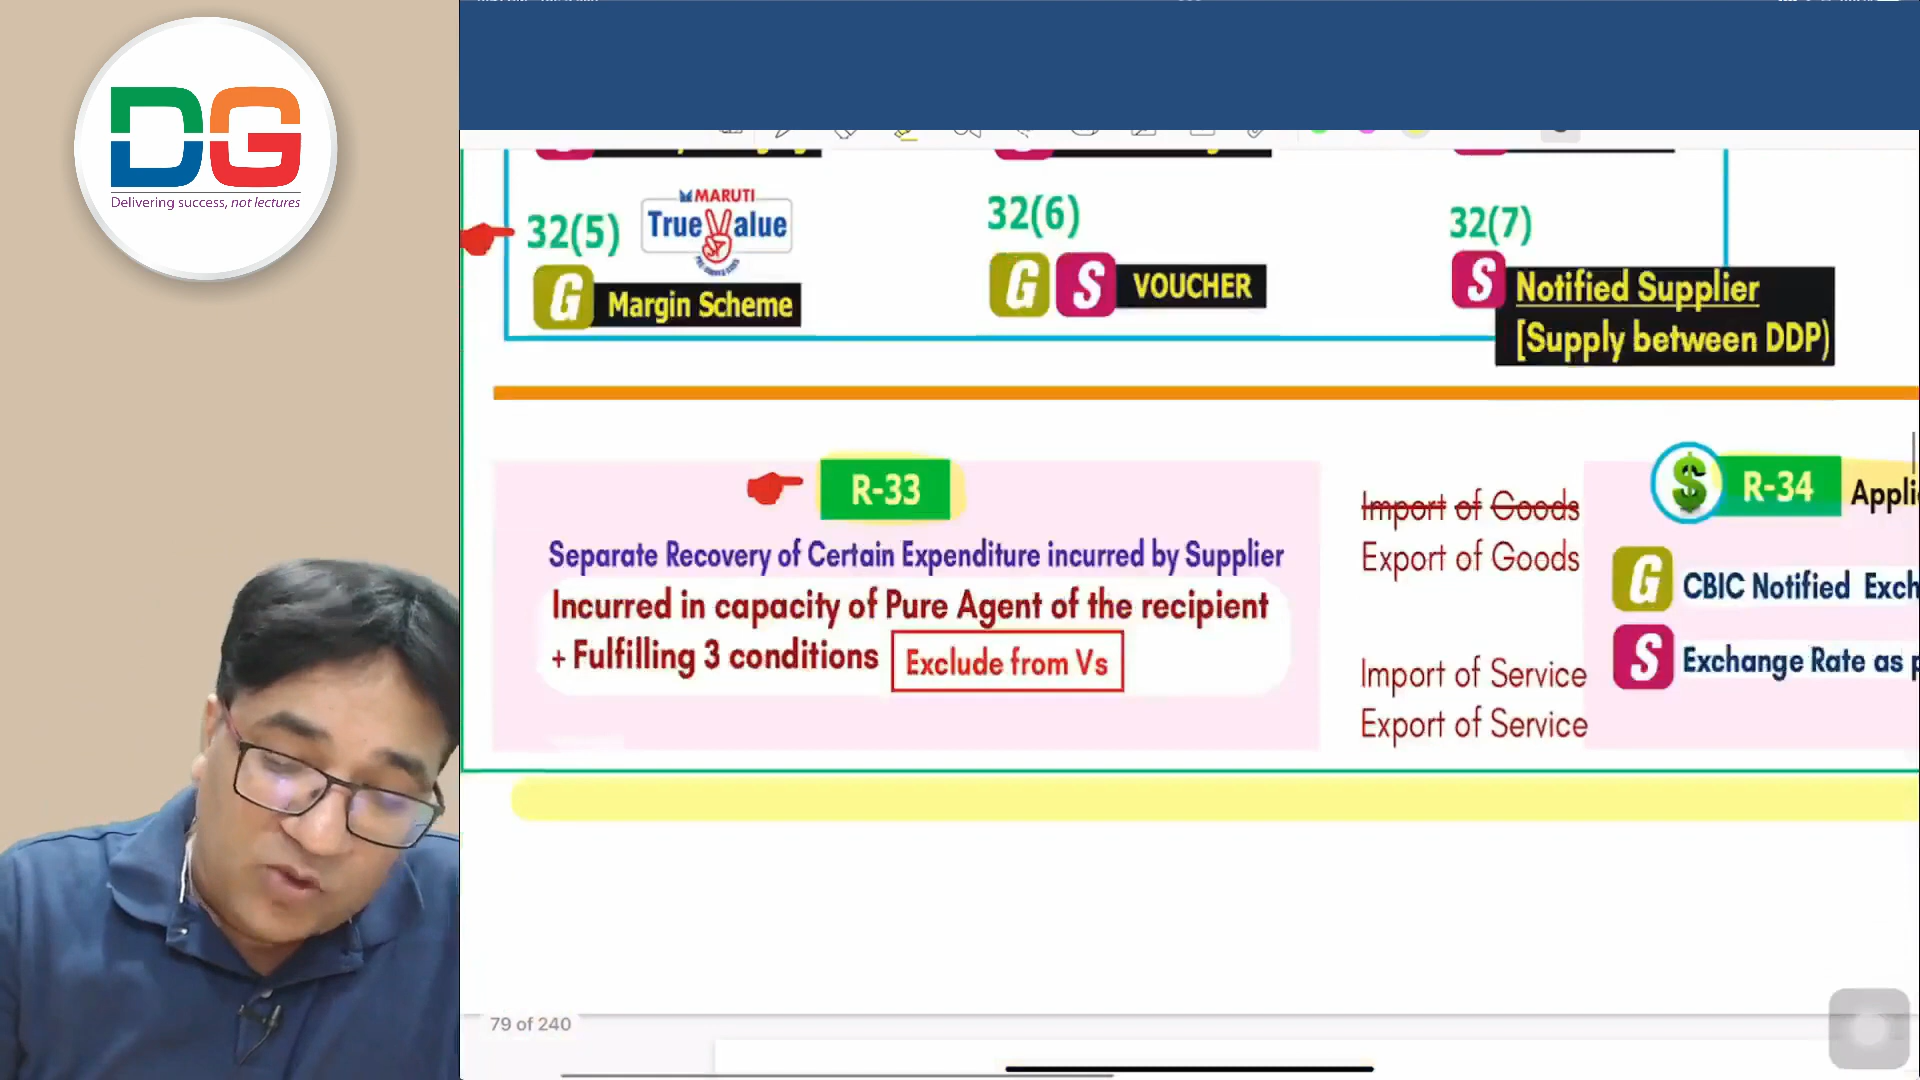 DG
Delivering success, not lectures
32(5)
MARUTI
True Value
32(6)
32(7)
G Margin Scheme
G S VOUCHER
S Notified Supplier
[Supply between DDP)
R-33
Separate Recovery of Certain Expenditure incurred by Supplier
Incurred in capacity of Pure Agent of the recipient
+ Fulfilling 3 conditions
Exclude from Vs
Import of Goods
Export of Goods
Import of Service
Export of Service
$ R-34
G CBIC Notified
S Exchange Rate as
79 of 240